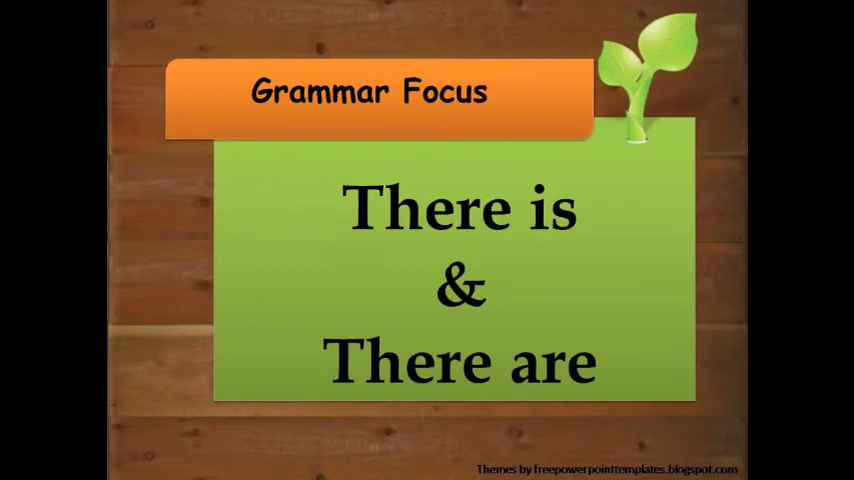 Grammar Focus
There is
&
There are
Themes by freepowerpointtemplates.blogspot.com